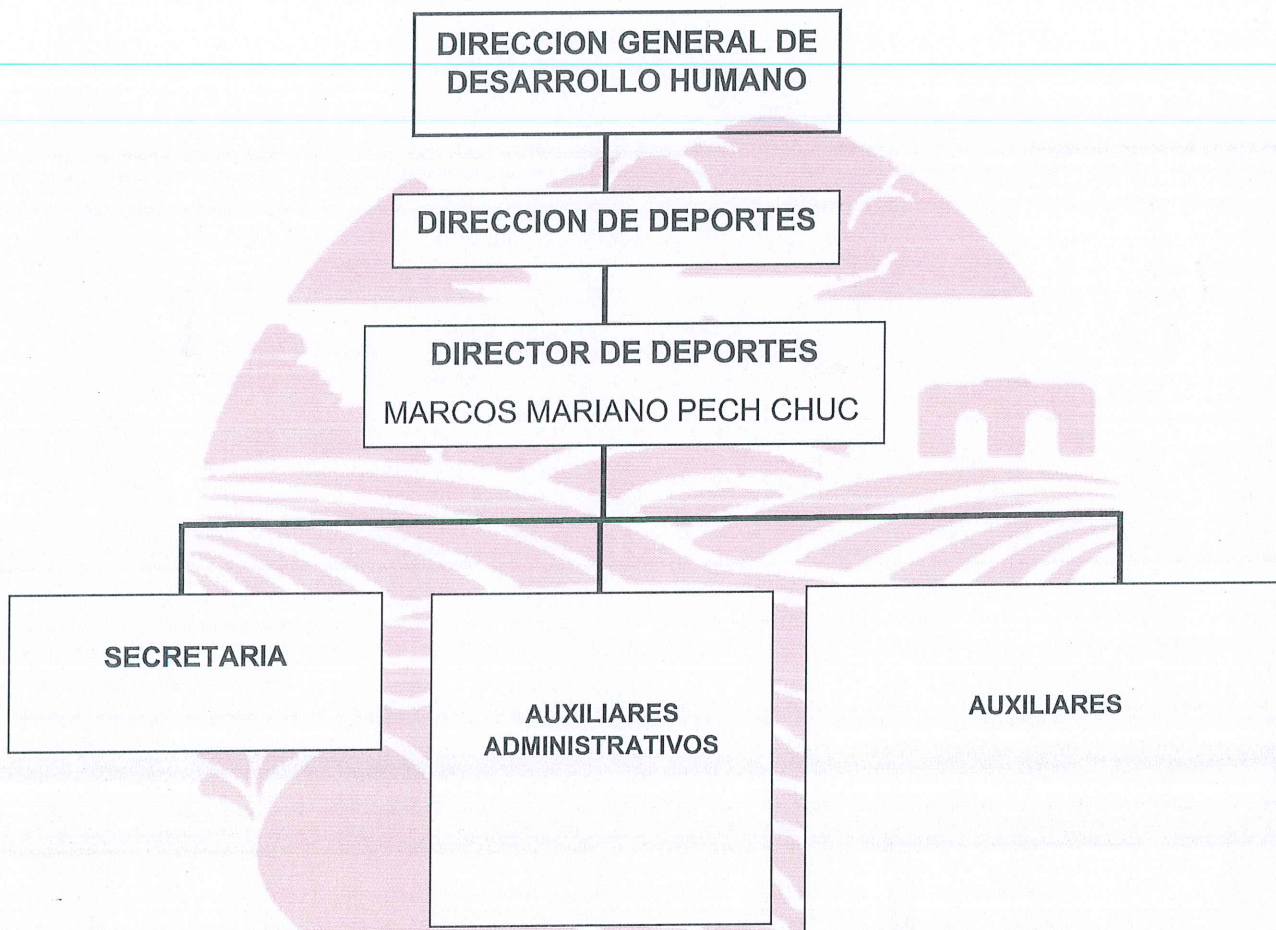 DIRECCION GENERAL DE
DESARROLLO HUMANO
DIRECCION DE DEPORTES
DIRECTOR DE DEPORTES
MARCOS MARIANO PECH CHUC
SECRETARIA
AUXILIARES
ADMINISTRATIVOS
AUXILIARES